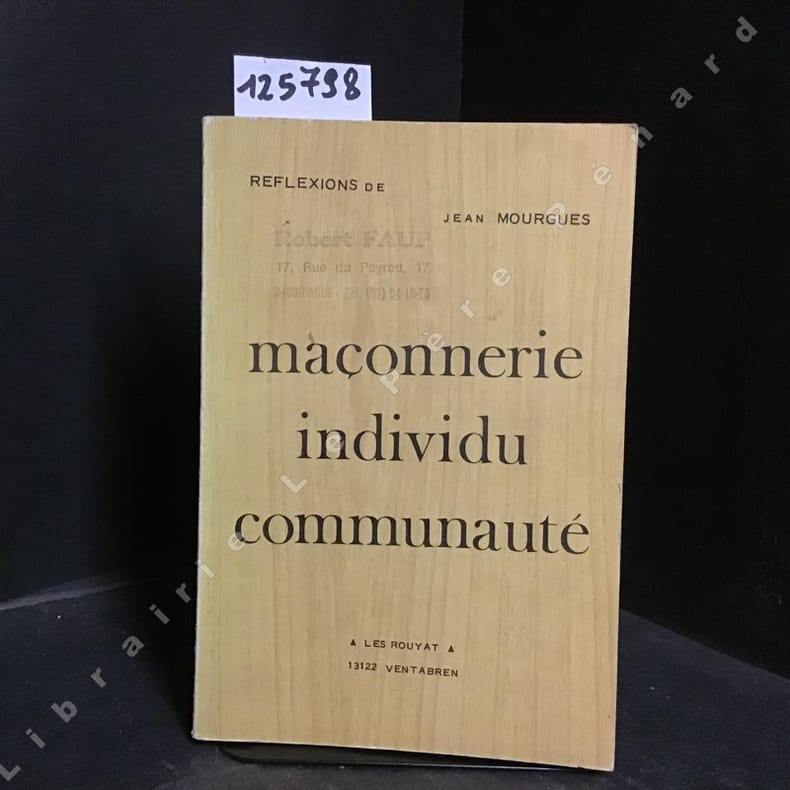 125798
REFLEXIONS DE
JEAN MOURGUES
Robert FAUP
17, Rue du Peyrou, 17
maçonnerie
individu
communauté
▲ LES ROUYAT ▲
13122 VENTABREN
Librairie Le Père Pénard